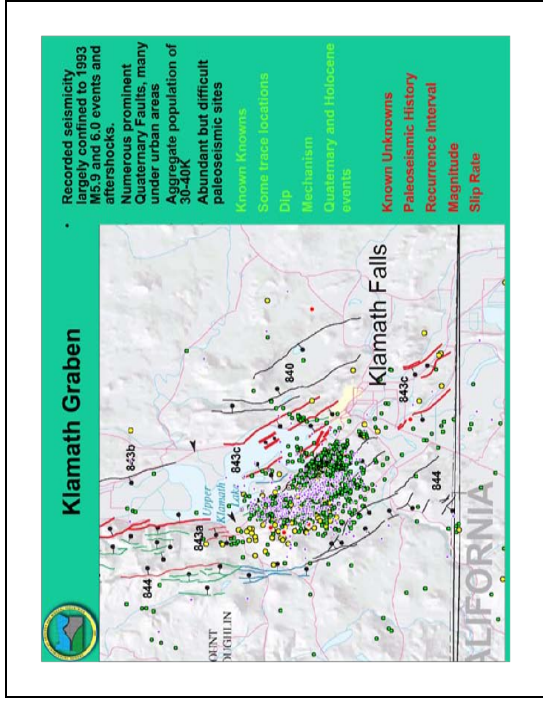 Klamath Graben
• Recorded seismicity
largely confined to 1993
M5.9 and 6.0 events and
aftershocks.
Numerous prominent
Quaternary Faults, many
under urban areas
Aggregate population of
30-40K
Abundant but difficult
paleoseismic sites
Known Knowns
Some trace locations
Dip
Mechanism
Quaternary and Holocene
events
Known Unknowns
Paleoseismic History
Recurrence Interval
Magnitude
Slip Rate
843b
844
843a
Upper
Klamath
Lake
843c
840
OUNT
OUGHLIN
Klamath Falls
843c
844
ALIFORNIA